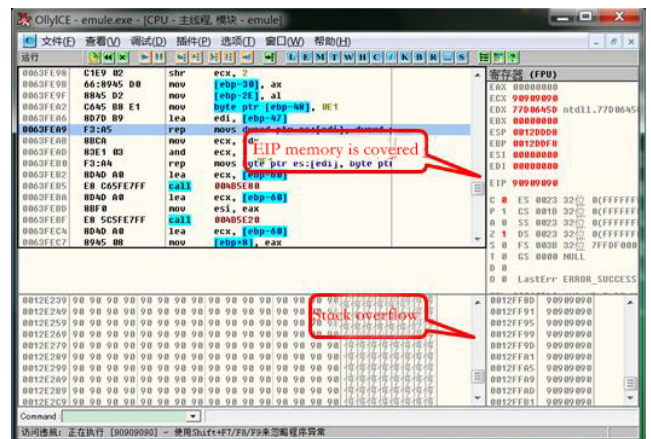 OllyICE - emule.exe - [CPU - 主线程, 模块 - emule]
文件(F) 查看(V) 调试(D) 插件(P) 选项(T) 窗口(W) 帮助(H)
运行 L E M T W H C / K B R ... S
0063FE98 C1E9 02 shr ecx, 2
0063FE9B 66:8945 D0 mov [ebp-30], ax
0063FE9F 8845 D2 mov [ebp-2E], al
0063FEA2 C645 B8 E1 mov byte ptr [ebp-48], 0E1
0063FEA6 8D7D B9 lea edi, [ebp-47]
0063FEA9 F3:A5 rep movs dword ptr es:[edi], dword
0063FEAB 8BCA mov ecx,
0063FEAD 83E1 03 and ecx,
0063FEB0 F3:A4 rep movs byte ptr es:[edi], byte pt
0063FEB2 8D4D A0 lea ecx, [ebp-60]
0063FEB5 E8 C65FE7FF call 004B5E80
0063FEBA 8D4D A0 lea ecx, [ebp-60]
0063FEBD 8BF0 mov esi, eax
0063FEBF E8 5C5FE7FF call 004B5E20
0063FEC4 8D4D A0 lea ecx, [ebp-60]
0063FEC7 8945 08 mov [ebp+8], eax
EIP memory is covered
寄存器 (FPU)
EAX 00000000
ECX 90909090
EDX 77D0645D ntdll.77D0645
EBX 00000000
ESP 0012DDD8
EBP 0012DDF8
ESI 00000000
EDI 00000000
EIP 90909090
C 0 ES 0023 32位 0(FFFFFFF
P 1 CS 001B 32位 0(FFFFFFF
A 0 SS 0023 32位 0(FFFFFFF
Z 1 DS 0023 32位 0(FFFFFFF
S 0 FS 003B 32位 7FFDF000
T 0 GS 0000 NULL
D 0
O 0 LastErr ERROR_SUCCESS
0012E239 90 90 90 90 90 90 90 90 90 90 90 90 90 90 90 90
0012E249 90 90 90 90 90 90 90 90 90 90 90 90 90 90 90 90
0012E259 90 90 90 90 90 90 90 90 90 90 90 90 90 90 90 90
0012E269 90 90 90 90 90 90 90 90 90 90 90 90 90 90 90 90
0012E279 90 90 90 90 90 90 90 90 90 90 90 90 90 90 90 90
0012E289 90 90 90 90 90 90 90 90 90 90 90 90 90 90 90 90
0012E299 90 90 90 90 90 90 90 90 90 90 90 90 90 90 90 90
0012E2A9 90 90 90 90 90 90 90 90 90 90 90 90 90 90 90 90
0012E2B9 90 90 90 90 90 90 90 90 90 90 90 90 90 90 90 90
0012E2C9 90 90 90 90 90 90 90 90 90 90 90 90 90 90 90 90
Stack overflow
0012FF8D 90909090
0012FF91 90909090
0012FF95 90909090
0012FF99 90909090
0012FF9D 90909090
0012FFA1 90909090
0012FFA5 90909090
0012FFA9 90909090
0012FFAD 90909090
0012FFB1 90909090
Command
访问违规: 正在执行 [90909090] - 使用Shift+F7/F8/F9来忽略程序异常